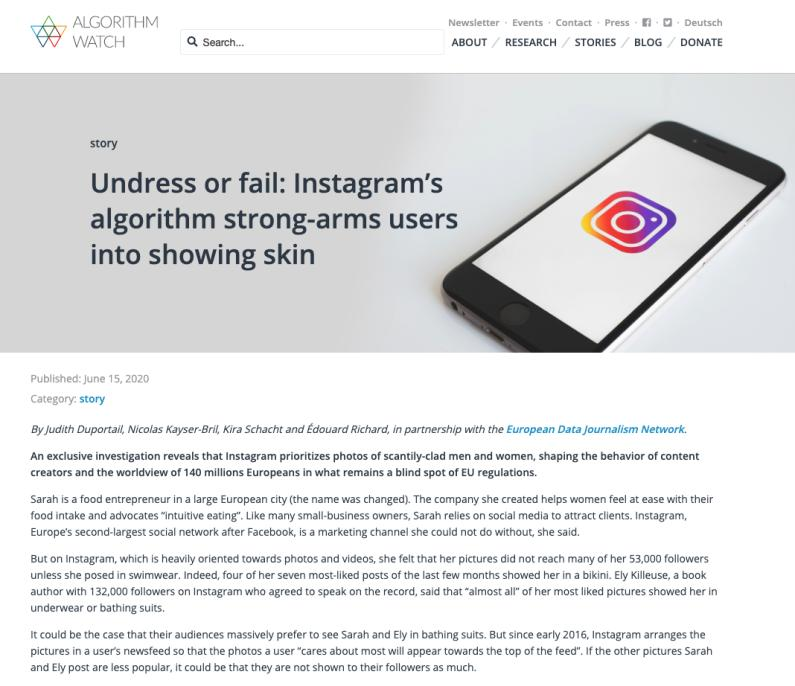 ALGORITHM
WATCH
Search...
Newsletter · Events · Contact · Press · · · Deutsch
ABOUT / RESEARCH / STORIES / BLOG / DONATE
story
Undress or fail: Instagram’s
algorithm strong-arms users
into showing skin
Published: June 15, 2020
Category: story
By Judith Duportail, Nicolas Kayser-Bril, Kira Schacht and Édouard Richard, in partnership with the European Data Journalism Network.
An exclusive investigation reveals that Instagram prioritizes photos of scantily-clad men and women, shaping the behavior of content
creators and the worldview of 140 millions Europeans in what remains a blind spot of EU regulations.
Sarah is a food entrepreneur in a large European city (the name was changed). The company she created helps women feel at ease with their
food intake and advocates “intuitive eating”. Like many small-business owners, Sarah relies on social media to attract clients. Instagram,
Europe’s second-largest social network after Facebook, is a marketing channel she could not do without, she said.
But on Instagram, which is heavily oriented towards photos and videos, she felt that her pictures did not reach many of her 53,000 followers
unless she posed in swimwear. Indeed, four of her seven most-liked posts of the last few months showed her in a bikini. Ely Killeuse, a book
author with 132,000 followers on Instagram who agreed to speak on the record, said that “almost all” of her most liked pictures showed her in
underwear or bathing suits.
It could be the case that their audiences massively prefer to see Sarah and Ely in bathing suits. But since early 2016, Instagram arranges the
pictures in a user’s newsfeed so that the photos a user “cares about most will appear towards the top of the feed”. If the other pictures Sarah
and Ely post are less popular, it could be that they are not shown to their followers as much.